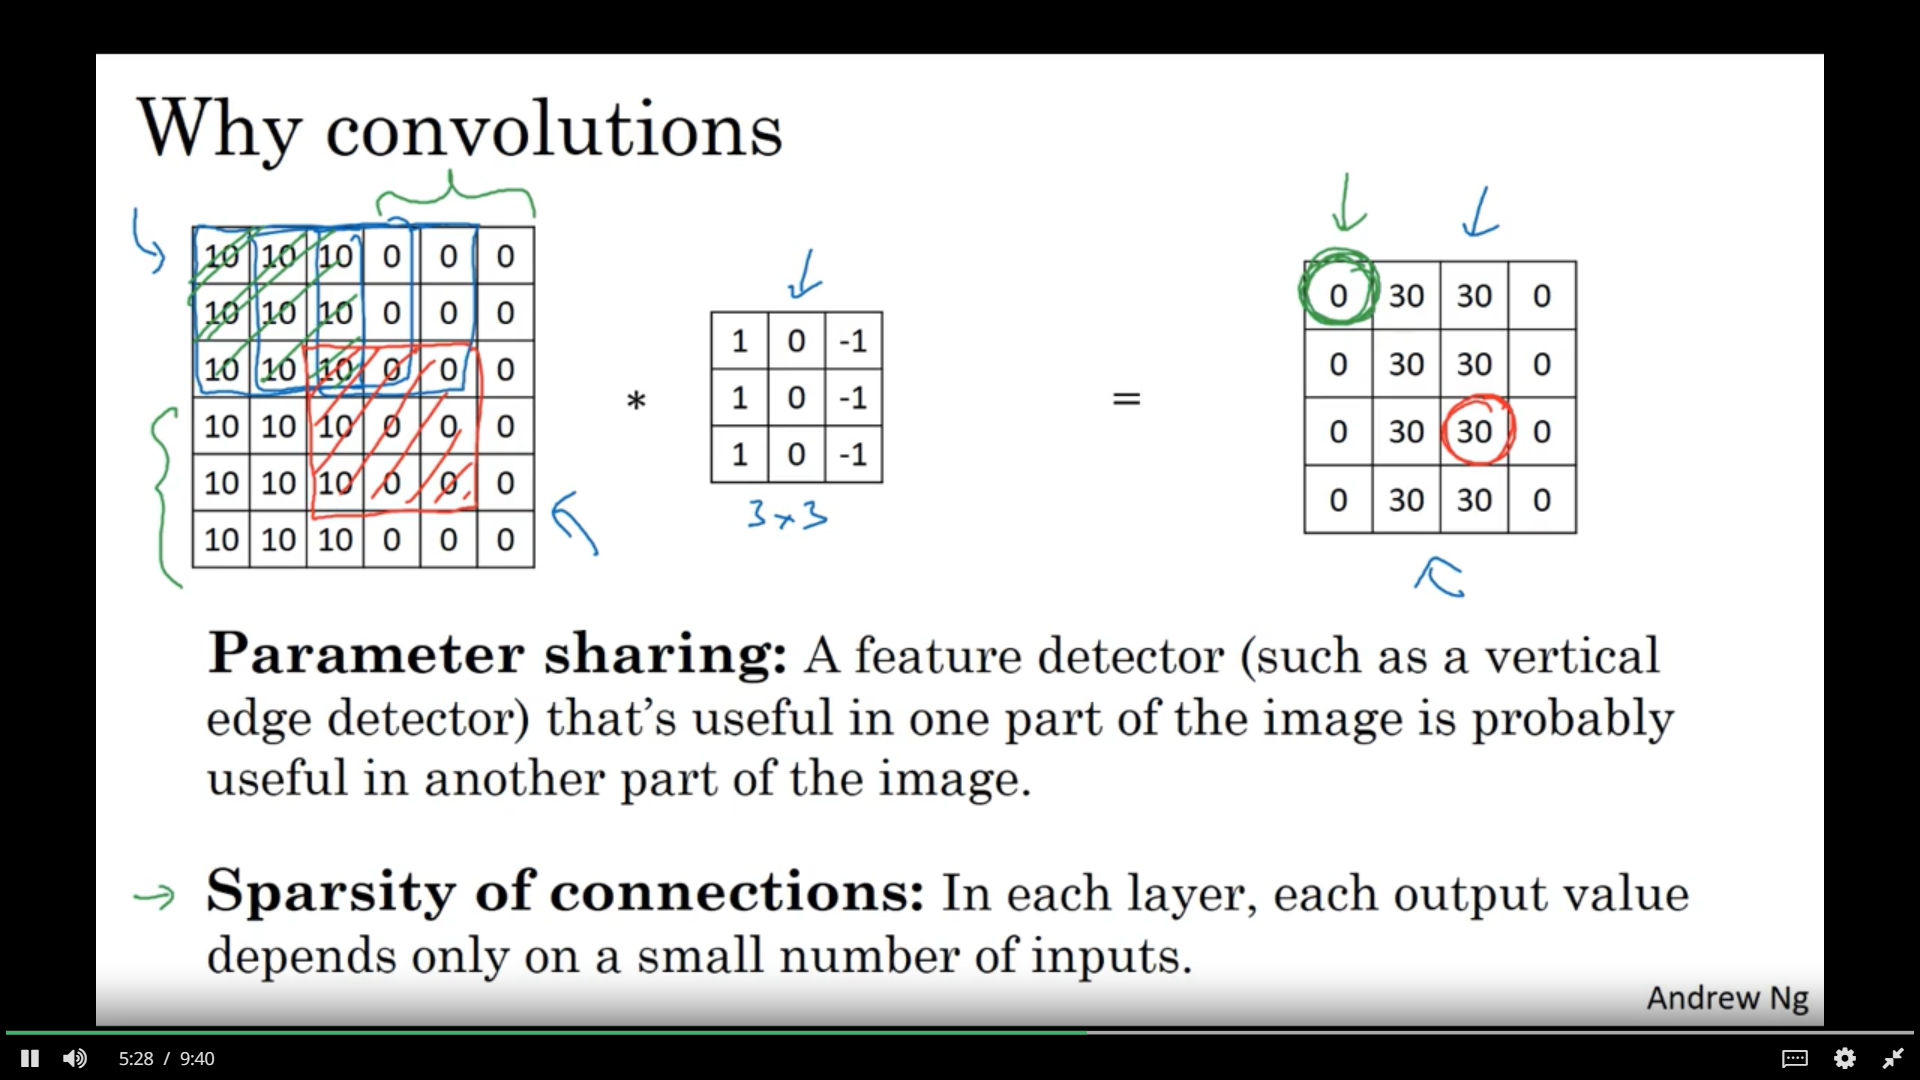 Why convolutions
10 10 10 0 0 0
10 10 10 0 0 0
10 10 10 0 0 0
10 10 10 0 0 0
10 10 10 0 0 0
10 10 10 0 0 0
*
1 0 -1
1 0 -1
1 0 -1
3x3
=
0 30 30 0
0 30 30 0
0 30 30 0
0 30 30 0
Parameter sharing: A feature detector (such as a vertical
edge detector) that’s useful in one part of the image is probably
useful in another part of the image.
→ Sparsity of connections: In each layer, each output value
depends only on a small number of inputs.
Andrew Ng
5:28 / 9:40